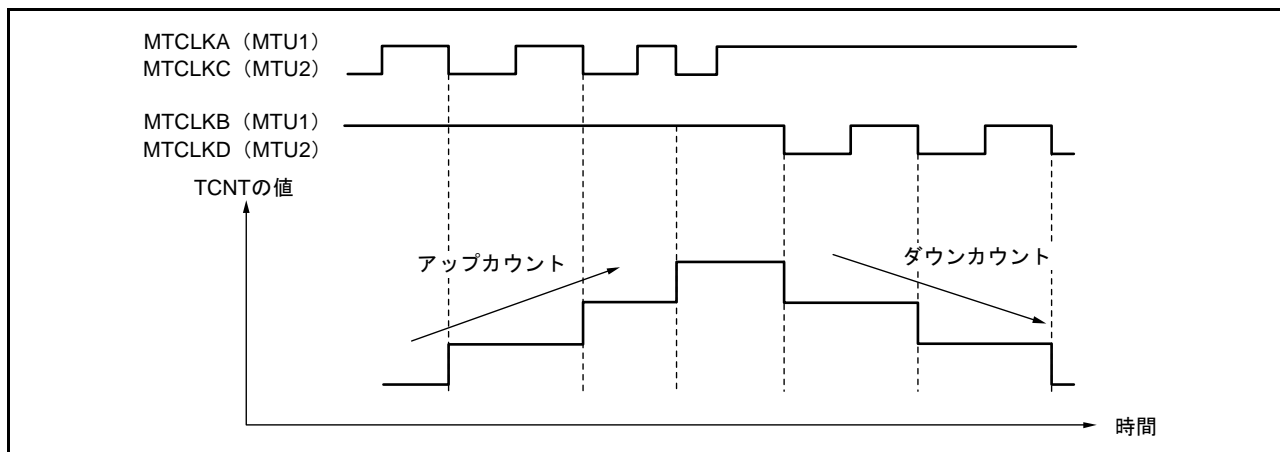 MTCLKA（MTU1）
MTCLKC（MTU2）
MTCLKB（MTU1）
MTCLKD（MTU2）
TCNTの値
アップカウント
ダウンカウント
時間